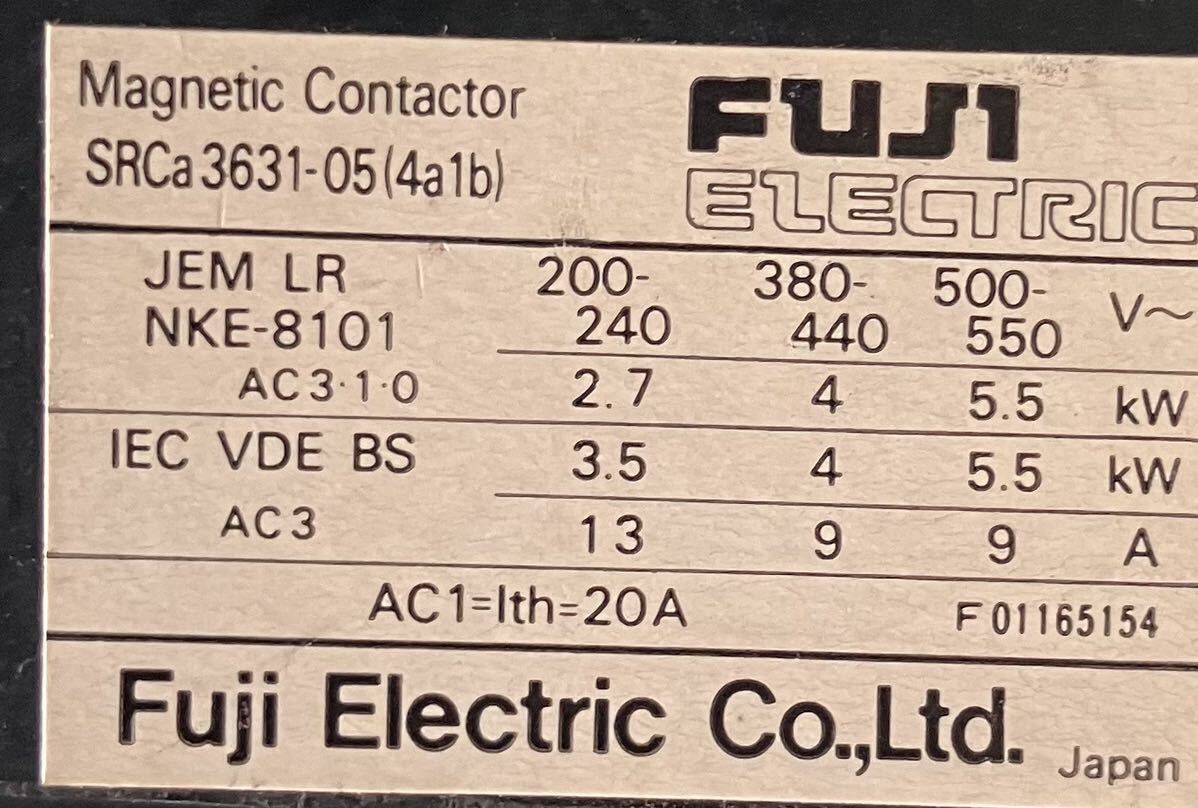 Magnetic Contactor
SRCa3631-05(4a1b)
FUJI
ELECTRIC
JEM LR 200- 380- 500- V~
NKE-8101 240 440 550
AC3·1·0 2.7 4 5.5 kW
IEC VDE BS 3.5 4 5.5 kW
AC3 13 9 9 A
AC1=Ith=20A F01165154
Fuji Electric Co.,Ltd. Japan